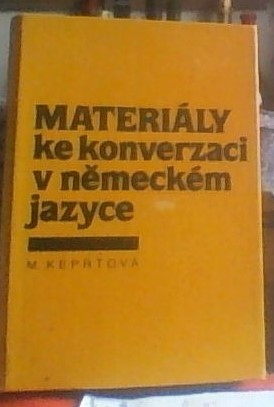 MATERIÁLY
ke konverzaci
v německém
jazyce
M. KEPRTOVÁ